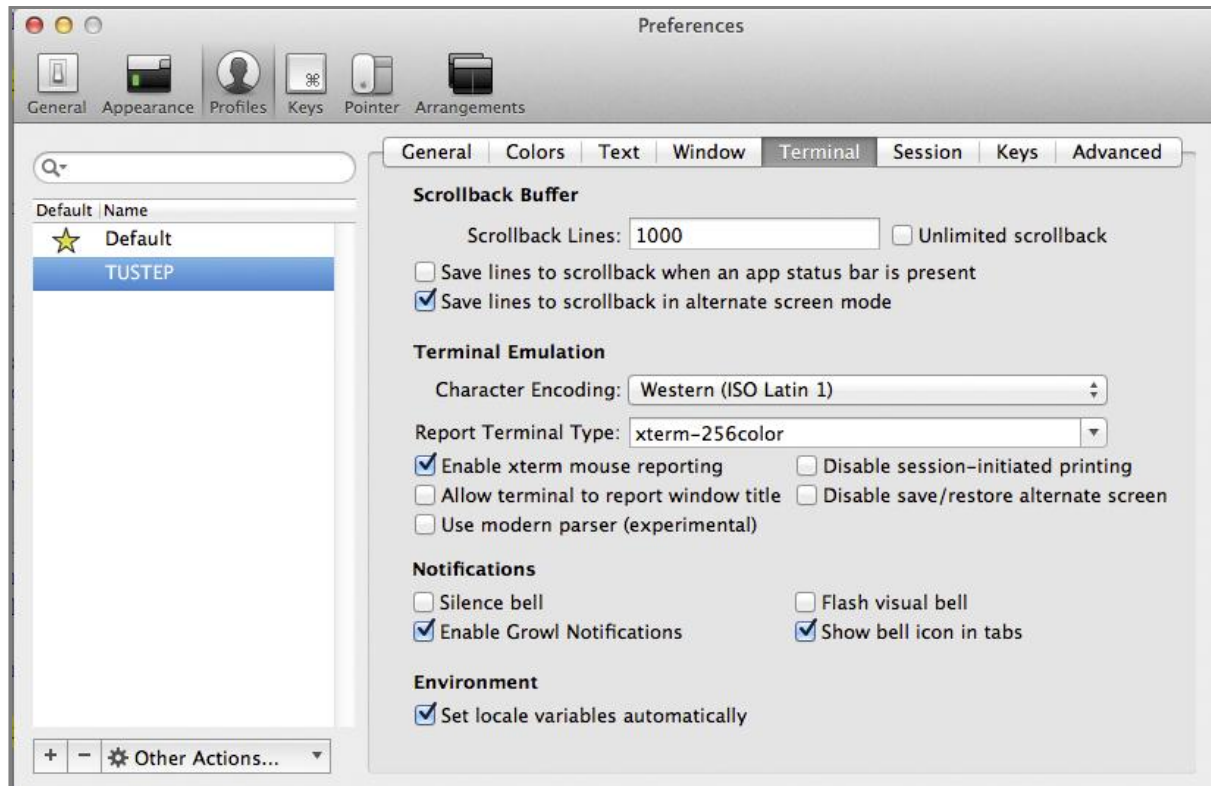 Preferences
General Appearance Profiles Keys Pointer Arrangements
General Colors Text Window Terminal Session Keys Advanced
Default Name
Default
TUSTEP
Scrollback Buffer
Scrollback Lines: 1000 Unlimited scrollback
Save lines to scrollback when an app status bar is present
Save lines to scrollback in alternate screen mode
Terminal Emulation
Character Encoding: Western (ISO Latin 1)
Report Terminal Type: xterm-256color
Enable xterm mouse reporting Disable session-initiated printing
Allow terminal to report window title Disable save/restore alternate screen
Use modern parser (experimental)
Notifications
Silence bell Flash visual bell
Enable Growl Notifications Show bell icon in tabs
Environment
Set locale variables automatically
+ − Other Actions...